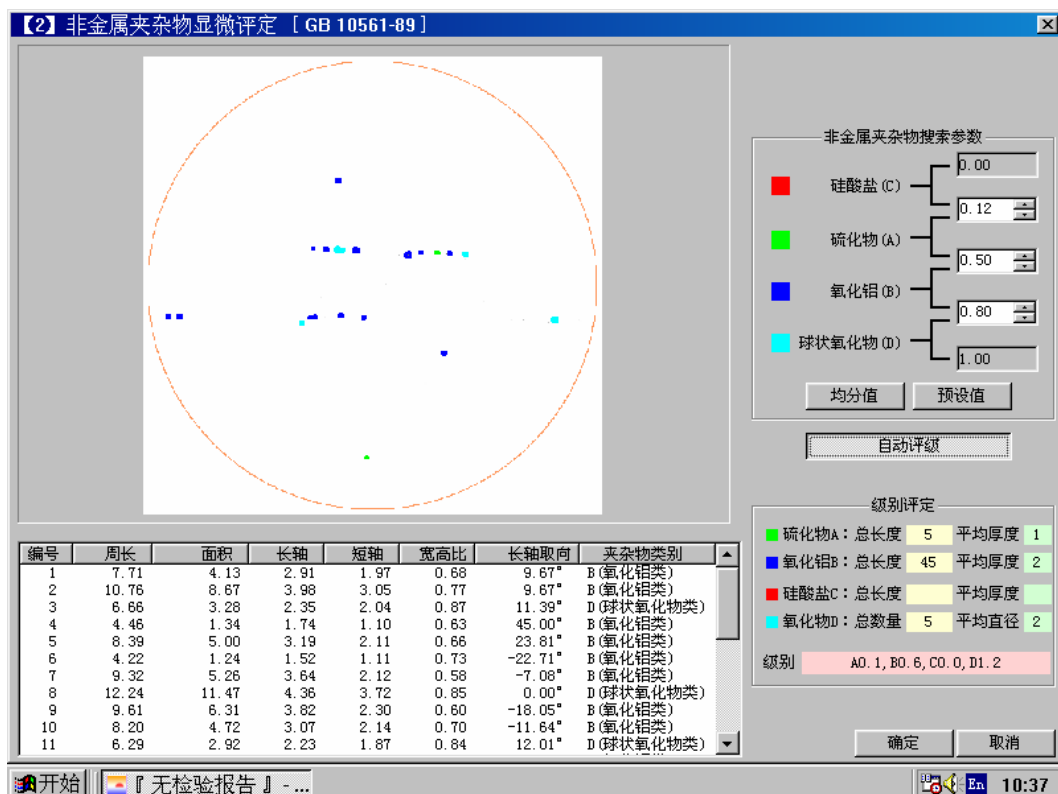 【2】非金属夹杂物显微评定 [ GB 10561-89 ]
非金属夹杂物搜索参数
0.00
硅酸盐(C)
0.12
硫化物(A)
0.50
氧化铝(B)
0.80
球状氧化物(D)
1.00
均分值 预设值
自动评级
级别评定
硫化物A:总长度 5 平均厚度 1
氧化铝B:总长度 45 平均厚度 2
硅酸盐C:总长度 平均厚度
氧化物D:总数量 5 平均直径 2
级别 A0.1,B0.6,C0.0,D1.2
确定 取消
编号 周长 面积 长轴 短轴 宽高比 长轴取向 夹杂物类别
1 7.71 4.13 2.91 1.97 0.68 9.67° B(氧化铝类)
2 10.76 8.67 3.98 3.05 0.77 9.67° B(氧化铝类)
3 6.66 3.28 2.35 2.04 0.87 11.39° D(球状氧化物类)
4 4.46 1.34 1.74 1.10 0.63 45.00° B(氧化铝类)
5 8.39 5.00 3.19 2.11 0.66 23.81° B(氧化铝类)
6 4.22 1.24 1.52 1.11 0.73 -22.71° B(氧化铝类)
7 9.32 5.26 3.64 2.12 0.58 -7.08° B(氧化铝类)
8 12.24 11.47 4.36 3.72 0.85 0.00° D(球状氧化物类)
9 9.61 6.31 3.82 2.30 0.60 -18.05° B(氧化铝类)
10 8.20 4.72 3.07 2.14 0.70 -11.64° B(氧化铝类)
11 6.29 2.92 2.23 1.87 0.84 12.01° D(球状氧化物类)
开始 『 无检验报告 』 - ... En 10:37